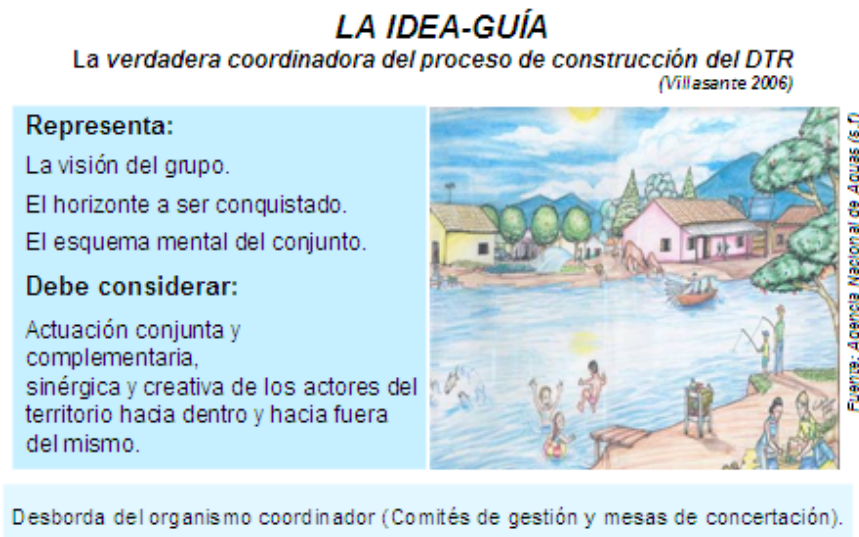 LA IDEA-GUÍA
La verdadera coordinadora del proceso de construcción del DTR
(Villasante 2006)
Representa:
La visión del grupo.
El horizonte a ser conquistado.
El esquema mental del conjunto.
Debe considerar:
Actuación conjunta y
complementaria,
sinérgica y creativa de los actores del
territorio hacia dentro y hacia fuera
del mismo.
Fuente: Agencia Nacional de Aguas (s.f)
Desborda del organismo coordinador (Comités de gestión y mesas de concertación).